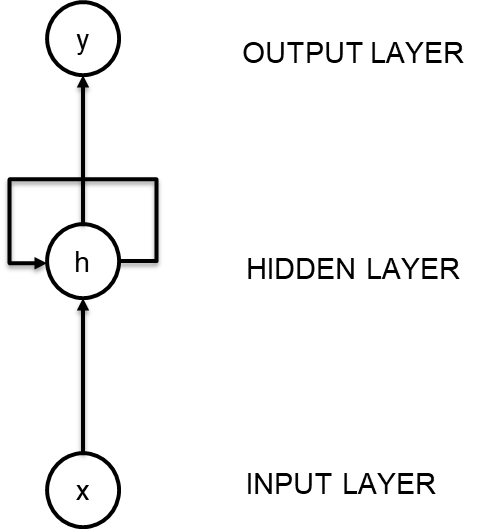 y
OUTPUT LAYER
h
HIDDEN LAYER
x
INPUT LAYER